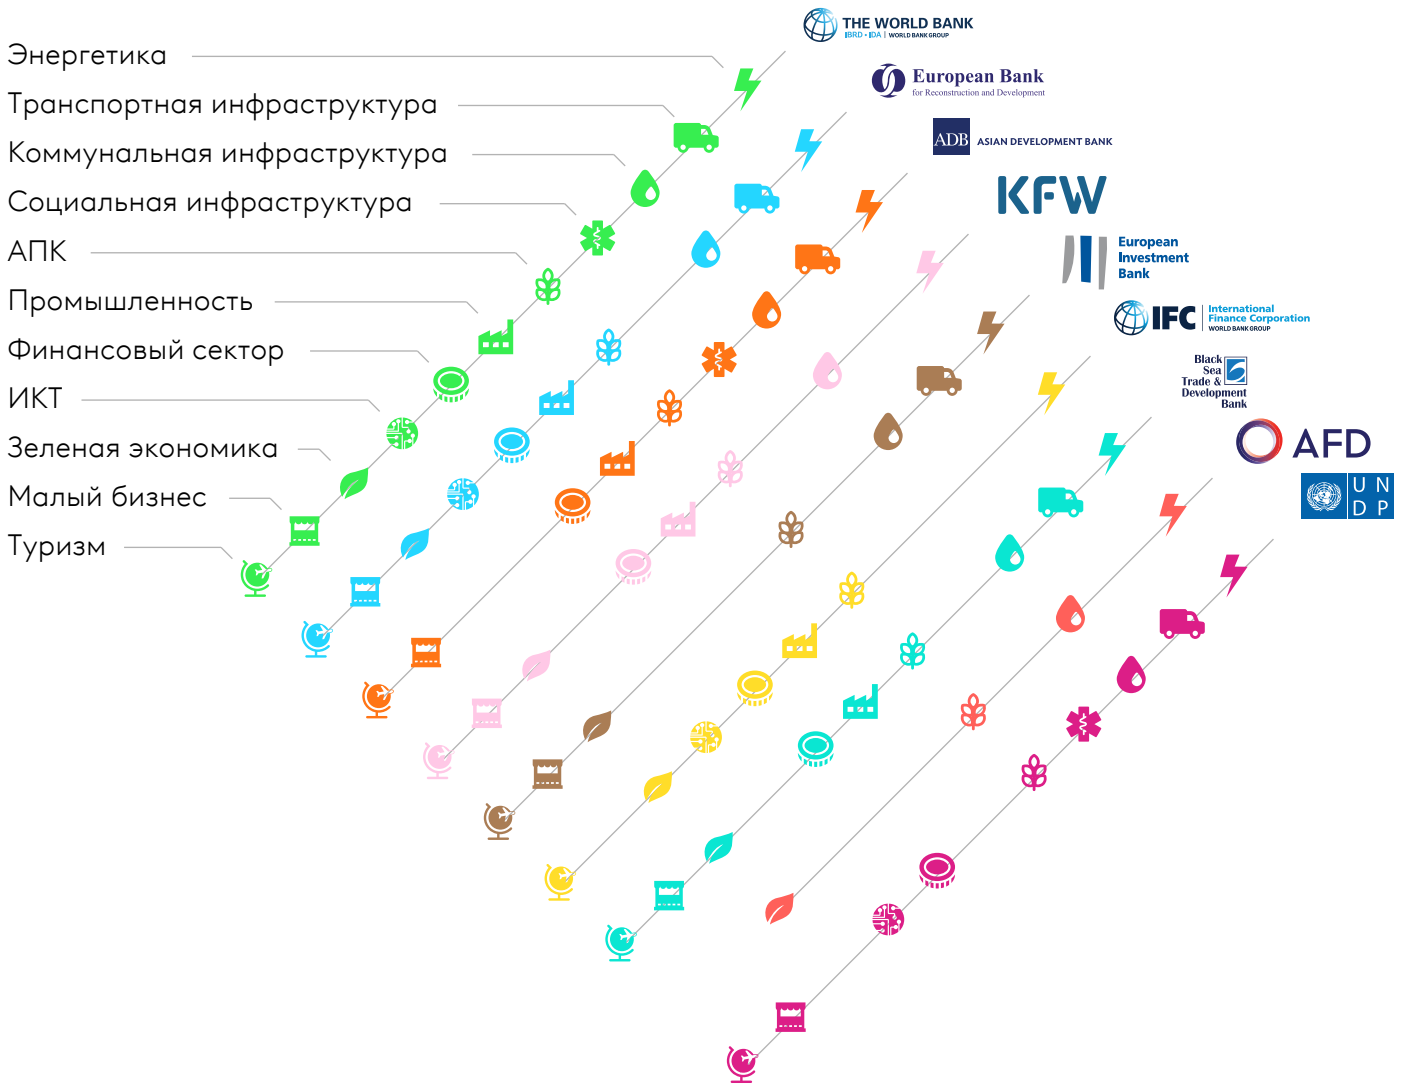 THE WORLD BANK
IBRD • IDA | WORLD BANK GROUP
Энергетика
European Bank
for Reconstruction and Development
Транспортная инфраструктура
ADB ASIAN DEVELOPMENT BANK
Коммунальная инфраструктура
KFW
Социальная инфраструктура
European
Investment
Bank
АПК
Промышленность
IFC
International
Finance Corporation
WORLD BANK GROUP
Финансовый сектор
Black
Sea
Trade &
Development
Bank
ИКТ
AFD
Зеленая экономика
U N
D P
Малый бизнес
Туризм